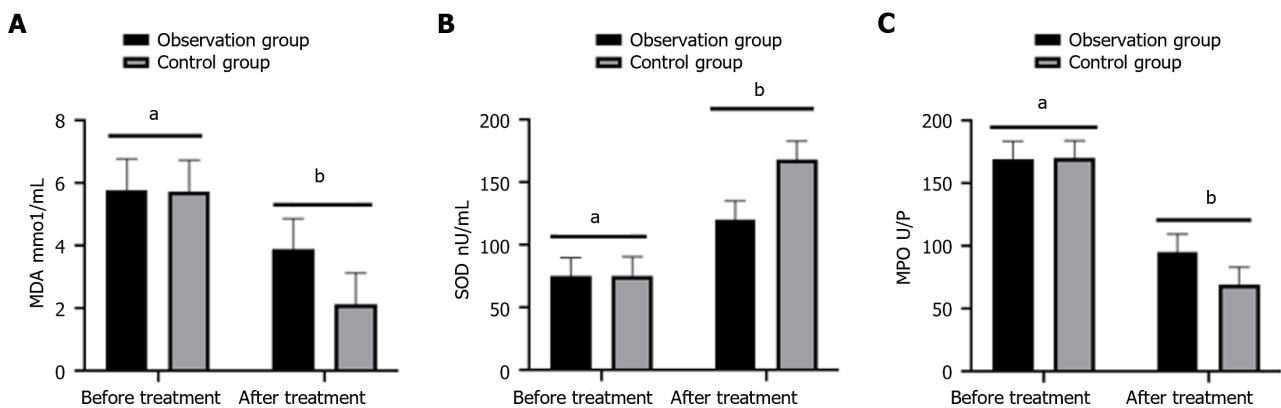 A
Observation group
Control group
a
b
8
6
4
2
0
MDA mmo1/mL
Before treatment
After treatment
B
Observation group
Control group
a
b
200
150
100
50
0
SOD nU/mL
Before treatment
After treatment
C
Observation group
Control group
a
b
200
150
100
50
0
MPO U/P
Before treatment
After treatment